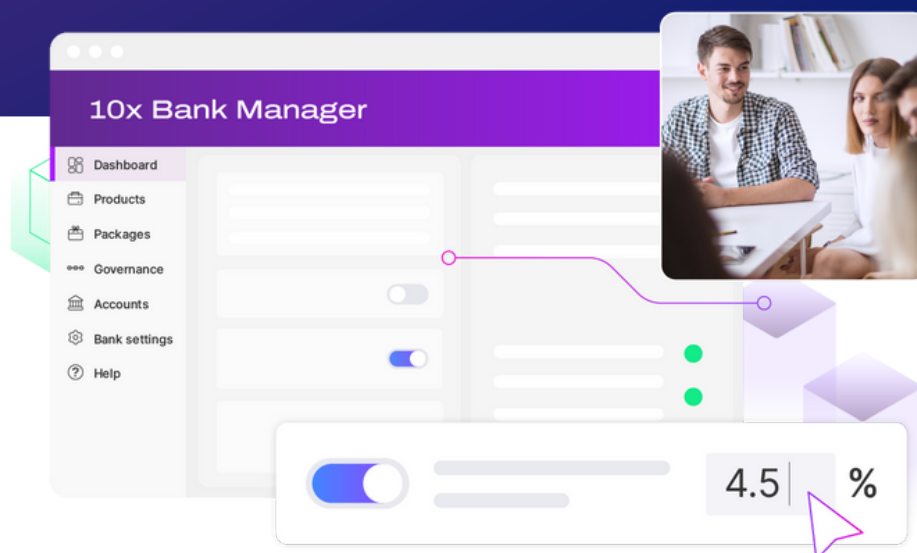 10x Bank Manager
Dashboard
Products
Packages
Governance
Accounts
Bank settings
Help
4.5 %